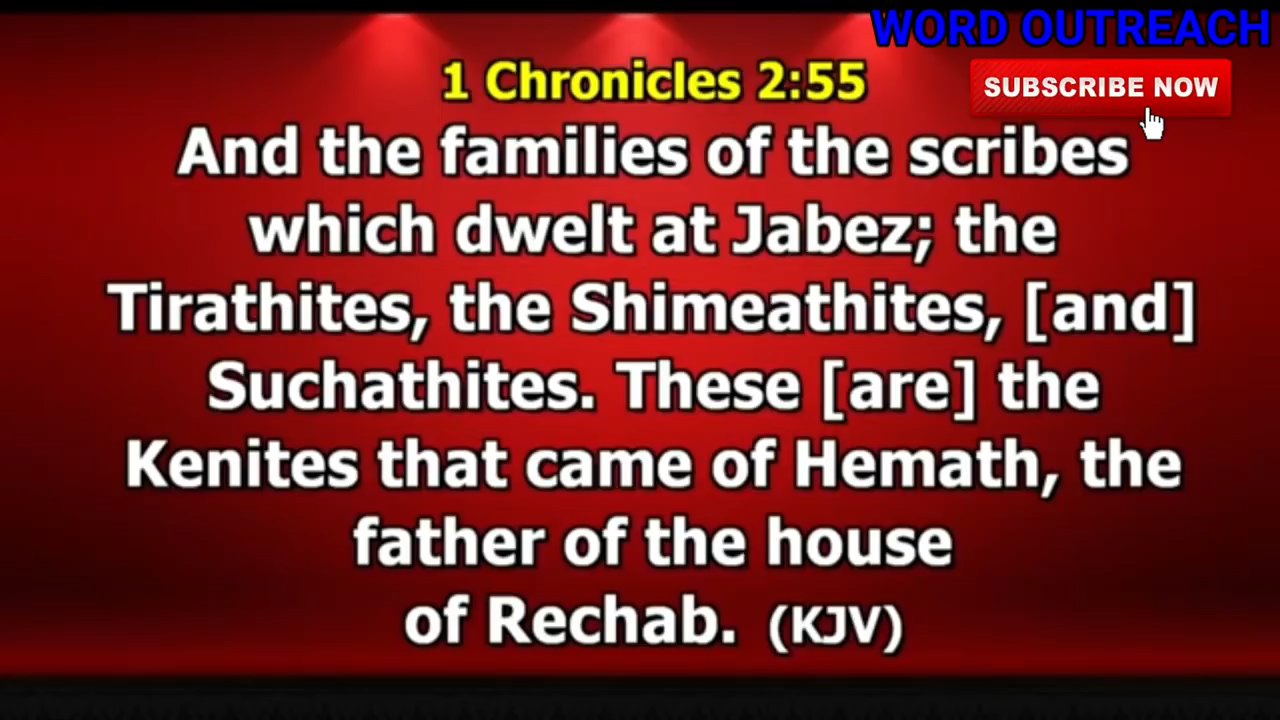 WORD OUTREACH
SUBSCRIBE NOW
1 Chronicles 2:55
And the families of the scribes
which dwelt at Jabez; the
Tirathites, the Shimeathites, [and]
Suchathites. These [are] the
Kenites that came of Hemath, the
father of the house
of Rechab. (KJV)